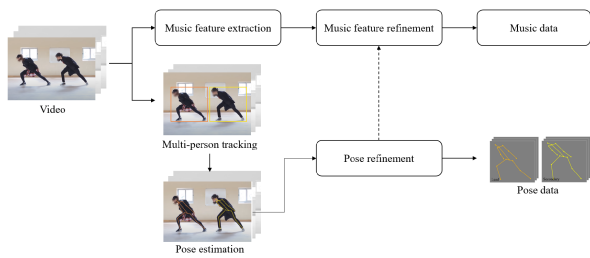 Music feature extraction
Music feature refinement
Music data
Video
Multi-person tracking
Pose refinement
Pose data
Pose estimation